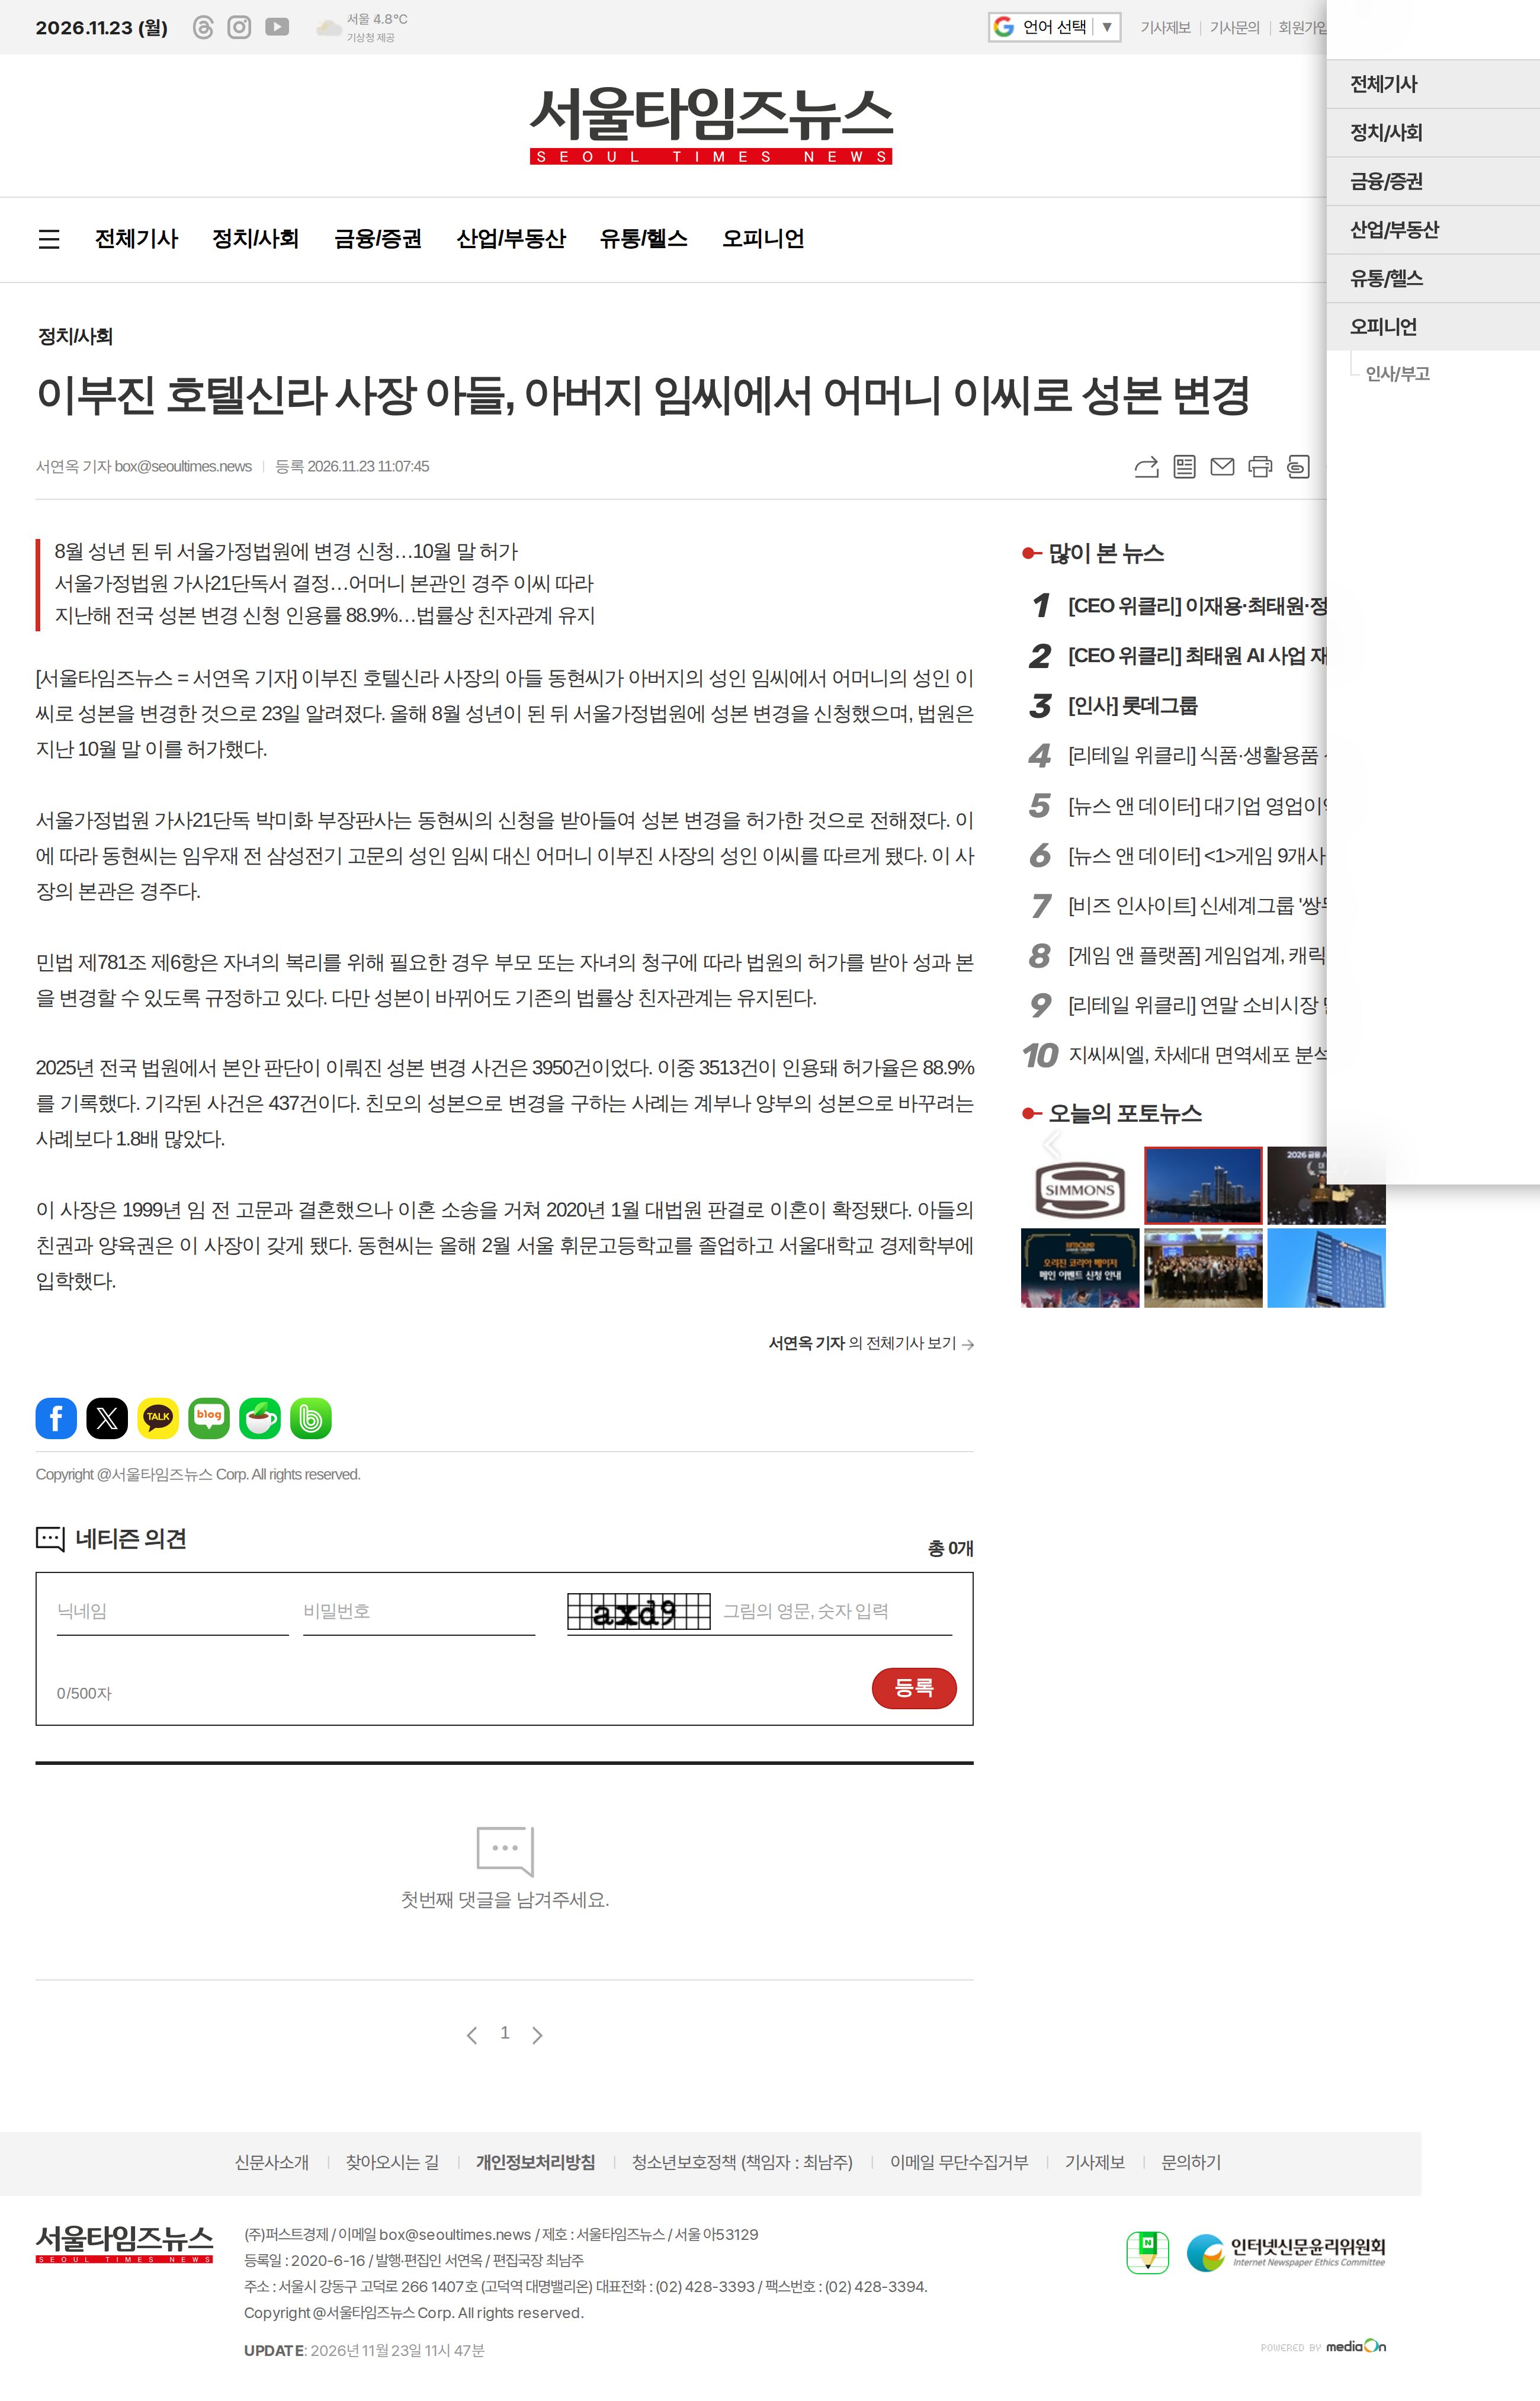 2026.11.23 (월)
서울 4.8℃
기상청 제공
언어 선택 ▼
기사제보
기사문의
회원가입
서울타임즈뉴스
SEOUL TIMES NEWS
전체기사
정치/사회
금융/증권
산업/부동산
유통/헬스
오피니언
전체기사
정치/사회
금융/증권
산업/부동산
유통/헬스
오피니언
인사/부고
정치/사회
이부진 호텔신라 사장 아들, 아버지 임씨에서 어머니 이씨로 성본 변경
서연옥 기자 box@seoultimes.news
등록 2026.11.23 11:07:45
8월 성년 된 뒤 서울가정법원에 변경 신청…10월 말 허가
서울가정법원 가사21단독서 결정…어머니 본관인 경주 이씨 따라
지난해 전국 성본 변경 신청 인용률 88.9%…법률상 친자관계 유지
[서울타임즈뉴스 = 서연옥 기자] 이부진 호텔신라 사장의 아들 동현씨가 아버지의 성인 임씨에서 어머니의 성인 이
씨로 성본을 변경한 것으로 23일 알려졌다. 올해 8월 성년이 된 뒤 서울가정법원에 성본 변경을 신청했으며, 법원은
지난 10월 말 이를 허가했다.
서울가정법원 가사21단독 박미화 부장판사는 동현씨의 신청을 받아들여 성본 변경을 허가한 것으로 전해졌다. 이
에 따라 동현씨는 임우재 전 삼성전기 고문의 성인 임씨 대신 어머니 이부진 사장의 성인 이씨를 따르게 됐다. 이 사
장의 본관은 경주다.
민법 제781조 제6항은 자녀의 복리를 위해 필요한 경우 부모 또는 자녀의 청구에 따라 법원의 허가를 받아 성과 본
을 변경할 수 있도록 규정하고 있다. 다만 성본이 바뀌어도 기존의 법률상 친자관계는 유지된다.
2025년 전국 법원에서 본안 판단이 이뤄진 성본 변경 사건은 3950건이었다. 이중 3513건이 인용돼 허가율은 88.9%
를 기록했다. 기각된 사건은 437건이다. 친모의 성본으로 변경을 구하는 사례는 계부나 양부의 성본으로 바꾸려는
사례보다 1.8배 많았다.
이 사장은 1999년 임 전 고문과 결혼했으나 이혼 소송을 거쳐 2020년 1월 대법원 판결로 이혼이 확정됐다. 아들의
친권과 양육권은 이 사장이 갖게 됐다. 동현씨는 올해 2월 서울 휘문고등학교를 졸업하고 서울대학교 경제학부에
입학했다.
서연옥 기자 의 전체기사 보기
많이 본 뉴스
1 [CEO 위클리] 이재용·최태원·정
2 [CEO 위클리] 최태원 AI 사업 재
3 [인사] 롯데그룹
4 [리테일 위클리] 식품·생활용품
5 [뉴스 앤 데이터] 대기업 영업이익
6 [뉴스 앤 데이터] <1>게임 9개사
7 [비즈 인사이트] 신세계그룹 '쌍두
8 [게임 앤 플랫폼] 게임업계, 캐릭
9 [리테일 위클리] 연말 소비시장
10 지씨씨엘, 차세대 면역세포 분석
오늘의 포토뉴스
SIMMONS
오리진 코리아 메이저
메인 이벤트 신청 안내
TALK
blog
Copyright @서울타임즈뉴스 Corp. All rights reserved.
네티즌 의견
총 0개
닉네임
비밀번호
axd9
그림의 영문, 숫자 입력
0/500자
등록
첫번째 댓글을 남겨주세요.
1
신문사소개
찾아오시는 길
개인정보처리방침
청소년보호정책 (책임자 : 최남주)
이메일 무단수집거부
기사제보
문의하기
서울타임즈뉴스
SEOUL TIMES NEWS
(주)퍼스트경제 / 이메일 box@seoultimes.news / 제호 : 서울타임즈뉴스 / 서울 아53129
등록일 : 2020-6-16 / 발행·편집인 서연옥 / 편집국장 최남주
주소 : 서울시 강동구 고덕로 266 1407호 (고덕역 대명밸리온) 대표전화 : (02) 428-3393 / 팩스번호 : (02) 428-3394.
Copyright @서울타임즈뉴스 Corp. All rights reserved.
UPDATE: 2026년 11월 23일 11시 47분
인터넷신문윤리위원회
Internet Newspaper Ethics Committee
POWERED BY mediaOn